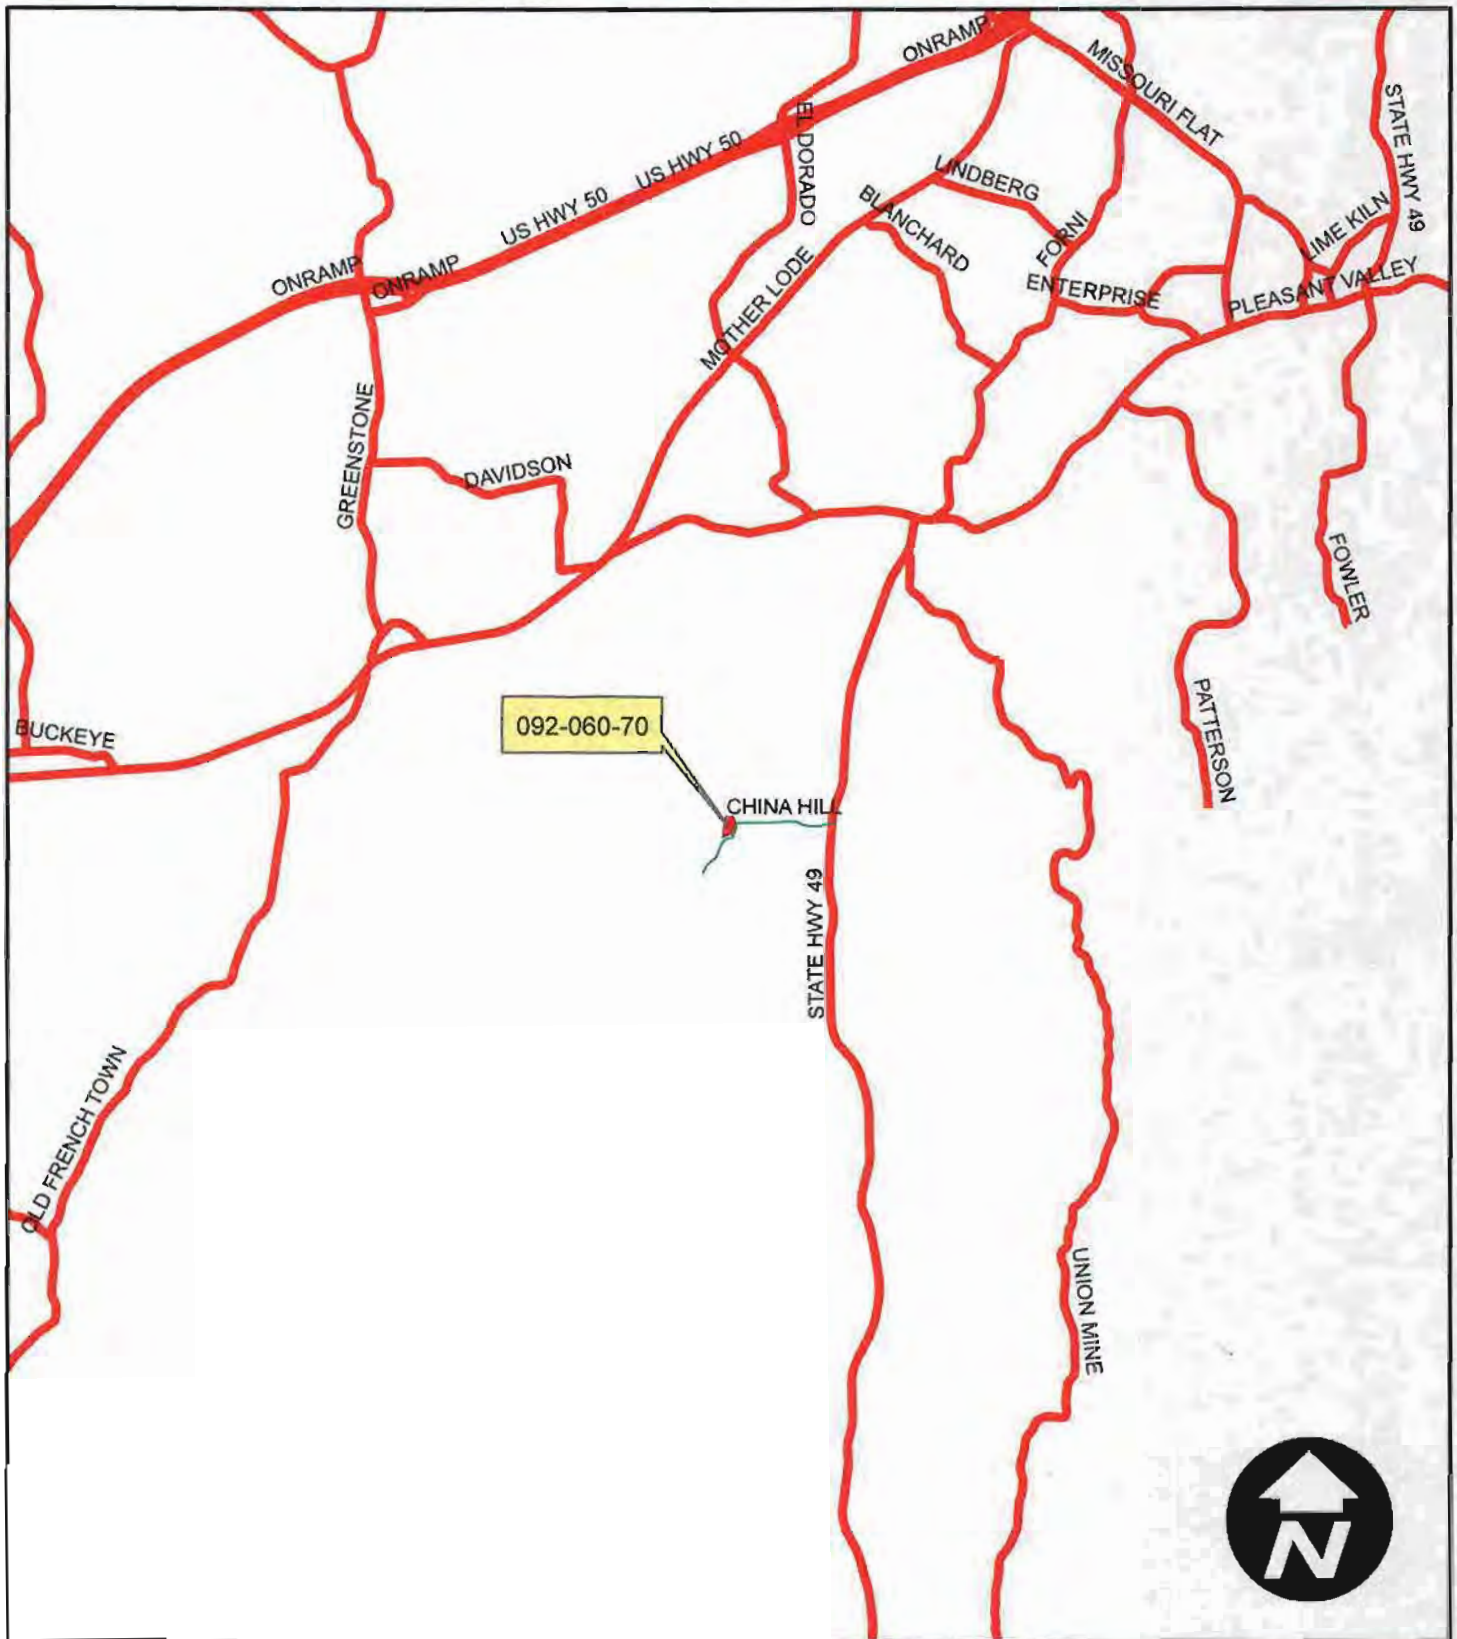 ONRAMP
MISSOURI FLAT
STATE HWY 49
EL DORADO
US HWY 50
US HWY 50
LINDBERG
BLANCHARD
FORNI
LIME KILN
MOTHER LODE
ONRAMP
ONRAMP
ENTERPRISE
PLEASANT VALLEY
GREENSTONE
DAVIDSON
FOWLER
PATTERSON
BUCKEYE
092-060-70
CHINA HILL
STATE HWY 49
OLD FRENCH TOWN
UNION MINE
N